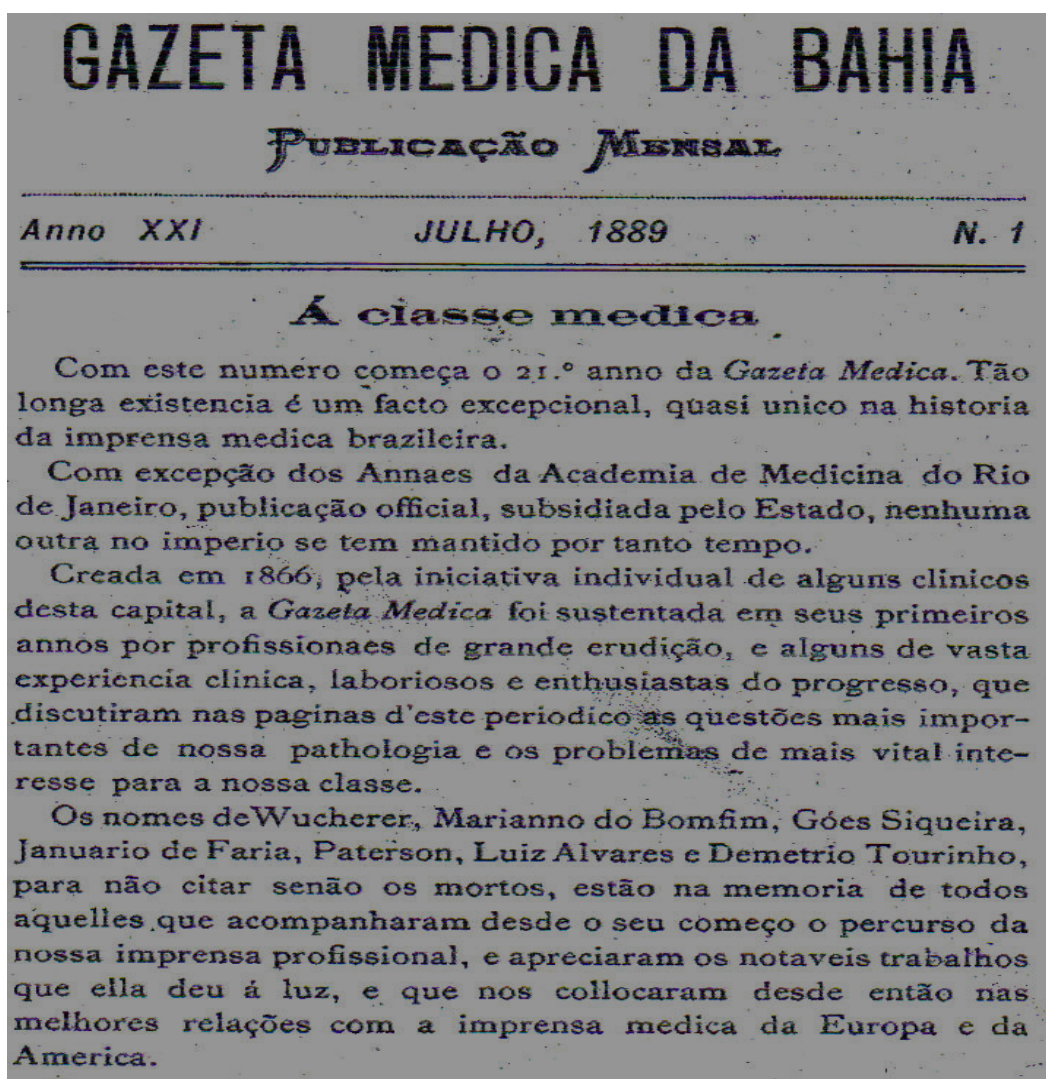 GAZETA MEDICA DA BAHIA
PUBLICAÇÃO MENSAL
Anno XXI JULHO, 1889 N. 1
Á classe medica
Com este numero começa o 21.º anno da Gazeta Medica. Tão
longa existencia é um facto excepcional, quasi unico na historia
da imprensa medica brazileira.
Com excepção dos Annaes da Academia de Medicina do Rio
de Janeiro, publicação official, subsidiada pelo Estado, nenhuma
outra no imperio se tem mantido por tanto tempo.
Creada em 1866, pela iniciativa individual de alguns clinicos
desta capital, a Gazeta Medica foi sustentada em seus primeiros
annos por profissionaes de grande erudição, e alguns de vasta
experiencia clinica, laboriosos e enthusiastas do progresso, que
discutiram nas paginas d'este periodico as questões mais impor-
tantes de nossa pathologia e os problemas de mais vital inte-
resse para a nossa classe.
Os nomes de Wucherer, Marianno do Bomfim, Góes Siqueira,
Januario de Faria, Paterson, Luiz Alvares e Demetrio Tourinho,
para não citar senão os mortos, estão na memoria de todos
aquelles que acompanharam desde o seu começo o percurso da
nossa imprensa profissional, e apreciaram os notaveis trabalhos
que ella deu á luz, e que nos collocaram desde então nas
melhores relações com a imprensa medica da Europa e da
America.